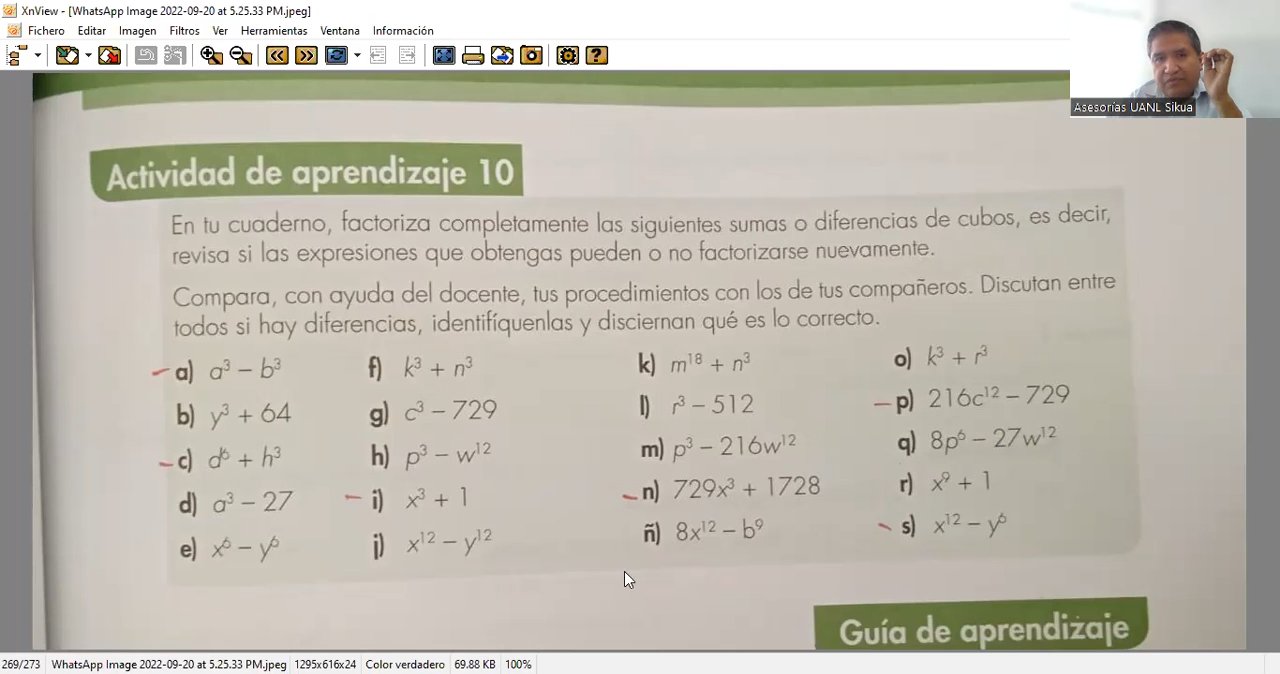 XnView - [WhatsApp Image 2022-09-20 at 5.25.33 PM.jpeg]
Fichero Editar Imagen Filtros Ver Herramientas Ventana Información
Asesorías UANL Sikua
Actividad de aprendizaje 10
En tu cuaderno, factoriza completamente las siguientes sumas o diferencias de cubos, es decir,
revisa si las expresiones que obtengas pueden o no factorizarse nuevamente.
Compara, con ayuda del docente, tus procedimientos con los de tus compañeros. Discutan entre
todos si hay diferencias, identifíquenlas y disciernan qué es lo correcto.
a) a³ – b³
b) y³ + 64
c) d⁶ + h³
d) a³ – 27
e) x⁶ – y⁶
f) k³ + n³
g) c³ – 729
h) p³ – w¹²
i) x³ + 1
j) x¹² – y¹²
k) m¹⁸ + n³
l) r³ – 512
m) p³ – 216w¹²
n) 729x³ + 1728
ñ) 8x¹² – b⁹
o) k³ + r³
p) 216c¹² – 729
q) 8p⁶ – 27w¹²
r) x⁹ + 1
s) x¹² – y⁶
Guía de aprendizaje
269/273 WhatsApp Image 2022-09-20 at 5.25.33 PM.jpeg 1295x616x24 Color verdadero 69.88 KB 100%